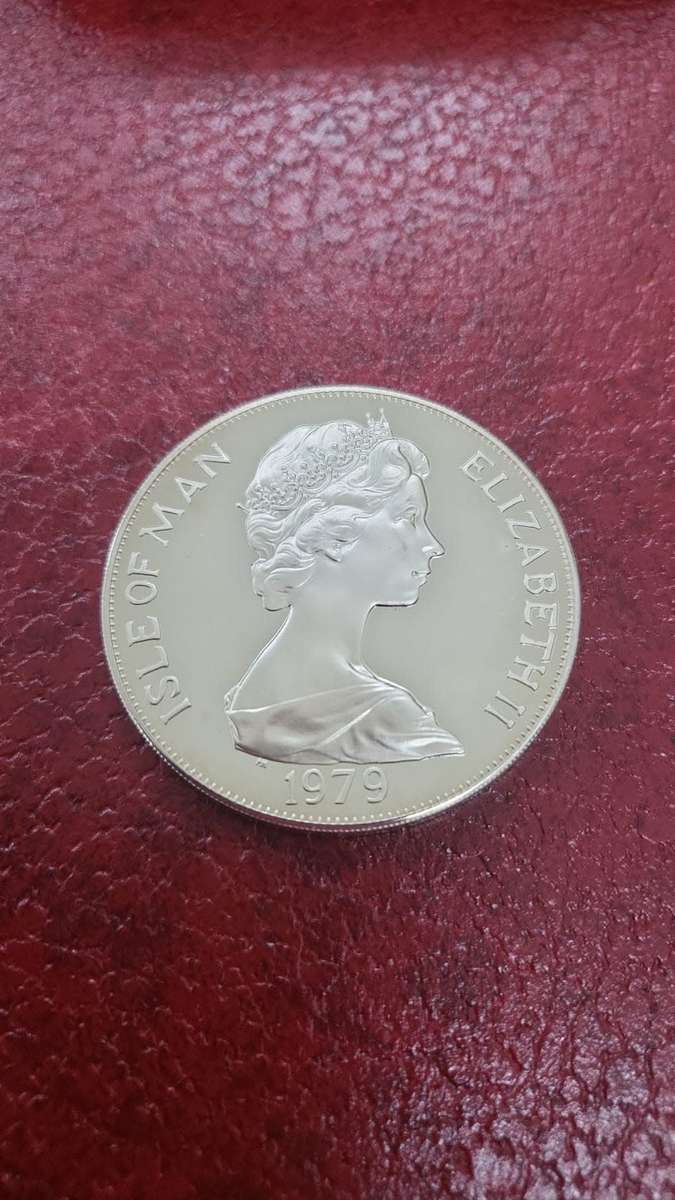 ISLE OF MAN
ELIZABETH II
1979